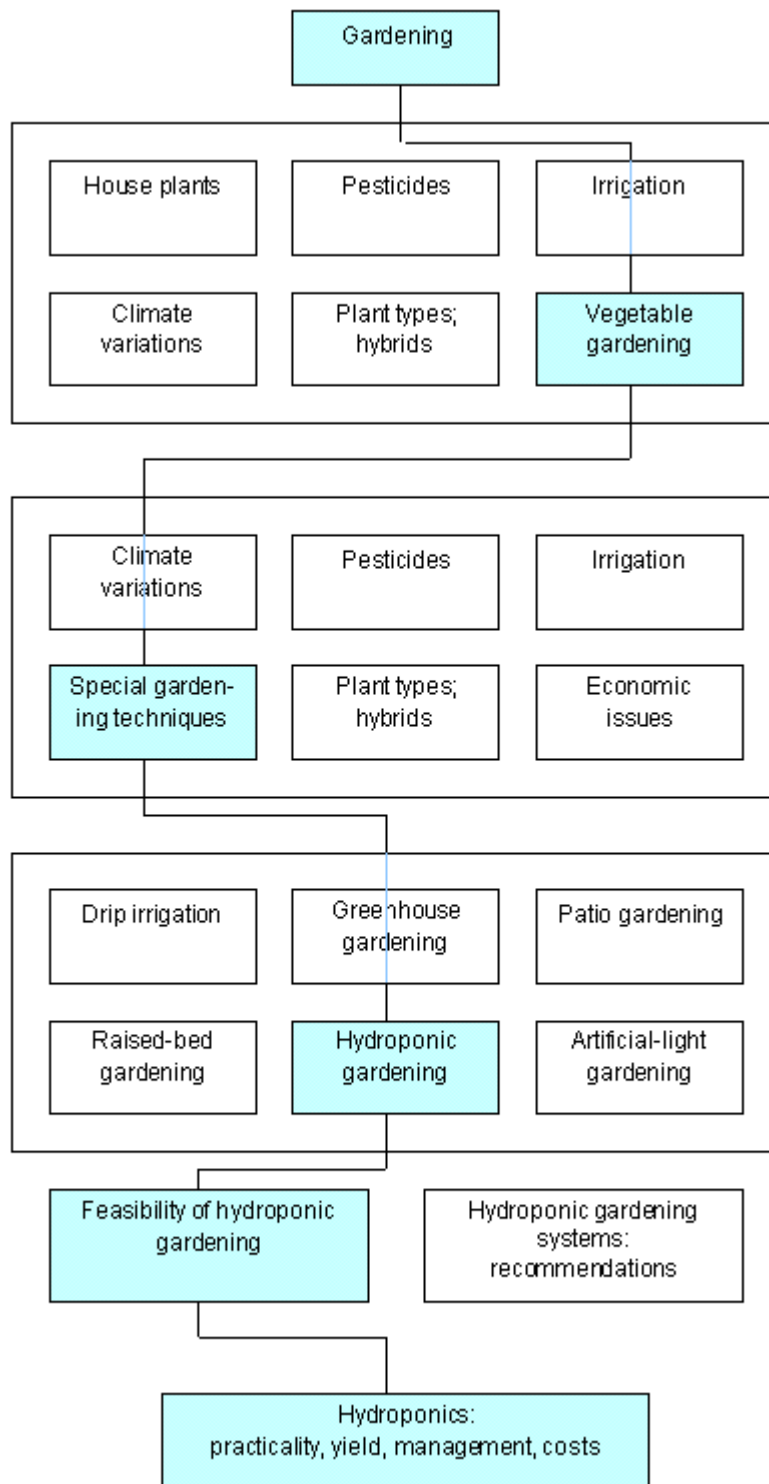 Gardening
House plants
Pesticides
Irrigation
Climate
variations
Plant types;
hybrids
Vegetable
gardening
Climate
variations
Pesticides
Irrigation
Special garden-
ing techniques
Plant types;
hybrids
Economic
issues
Drip irrigation
Greenhouse
gardening
Patio gardening
Raised-bed
gardening
Hydroponic
gardening
Artificial-light
gardening
Feasibility of hydroponic
gardening
Hydroponic gardening
systems:
recommendations
Hydroponics:
practicality, yield, management, costs